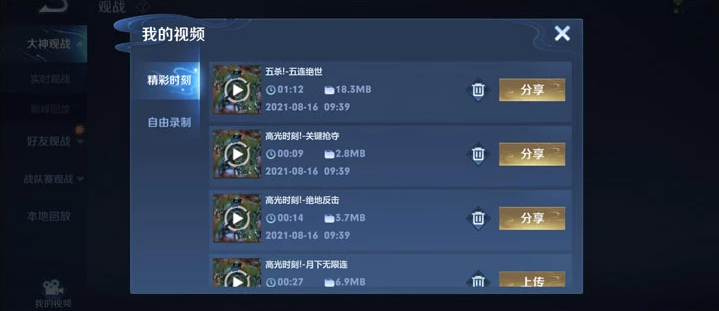 观战
大神观战
实时观战
巅峰回放
好友观战
战队赛观战
本地回放
我的视频
我的视频
精彩时刻
自由录制
五杀!-五连绝世
01:12 18.3MB
2021-08-16 09:39
分享
高光时刻!-关键抢夺
00:09 2.8MB
2021-08-16 09:39
分享
高光时刻!-绝地反击
00:14 3.7MB
2021-08-16 09:39
分享
高光时刻!-月下无限连
00:27 6.9MB
上传